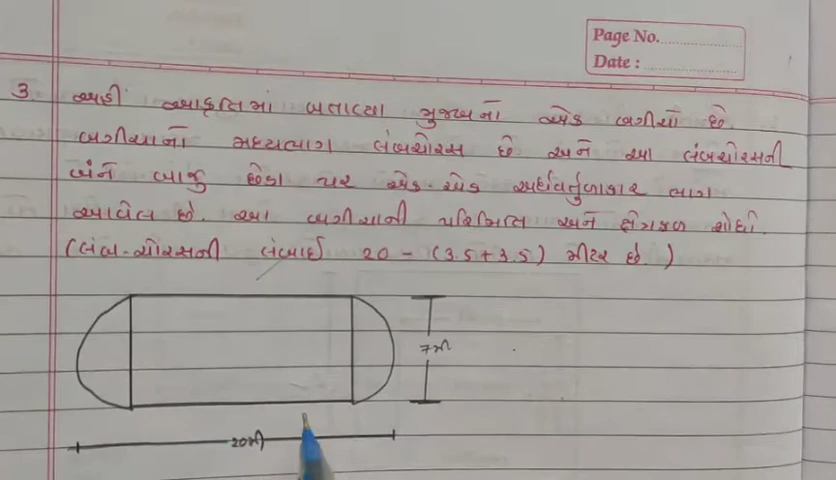 Page No.
Date :
3. અહીં આકૃતિમાં બતાવ્યા મુજબનો એક બગીચો છે.
બગીચાનો મધ્યભાગ લંબચોરસ છે અને આ લંબચોરસની
બંને બાજુ છેડા પર એક-એક અર્ધવર્તુળાકાર ભાગ
આવેલ છે. આ બગીચાની પરિમિતિ અને ક્ષેત્રફળ શોધો.
(લંબ-ચોરસની લંબાઈ 20 - (3.5 + 3.5) મીટર છે.)
7મી
20મી